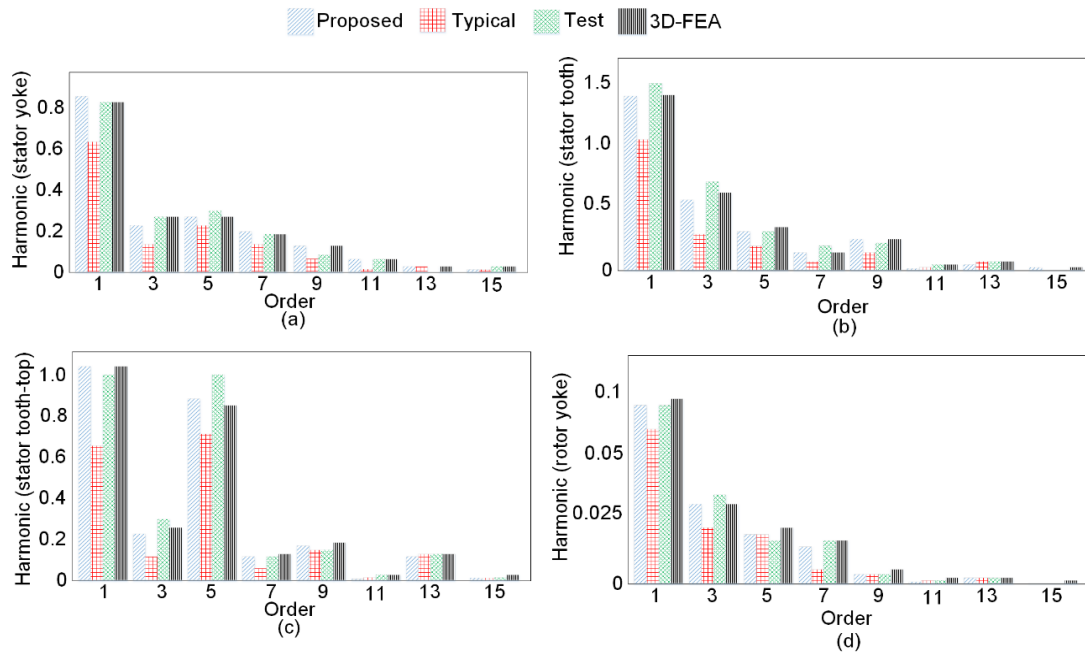 Proposed Typical Test 3D-FEA
Harmonic (stator yoke)
0.8
0.6
0.4
0.2
0
1 3 5 7 9 11 13 15
Order
(a)
Harmonic (stator tooth)
1.5
1.0
0.5
0
1 3 5 7 9 11 13 15
Order
(b)
Harmonic (stator tooth-top)
1.0
0.8
0.6
0.4
0.2
0
1 3 5 7 9 11 13 15
Order
(c)
Harmonic (rotor yoke)
0.1
0.05
0.025
0
1 3 5 7 9 11 13 15
Order
(d)